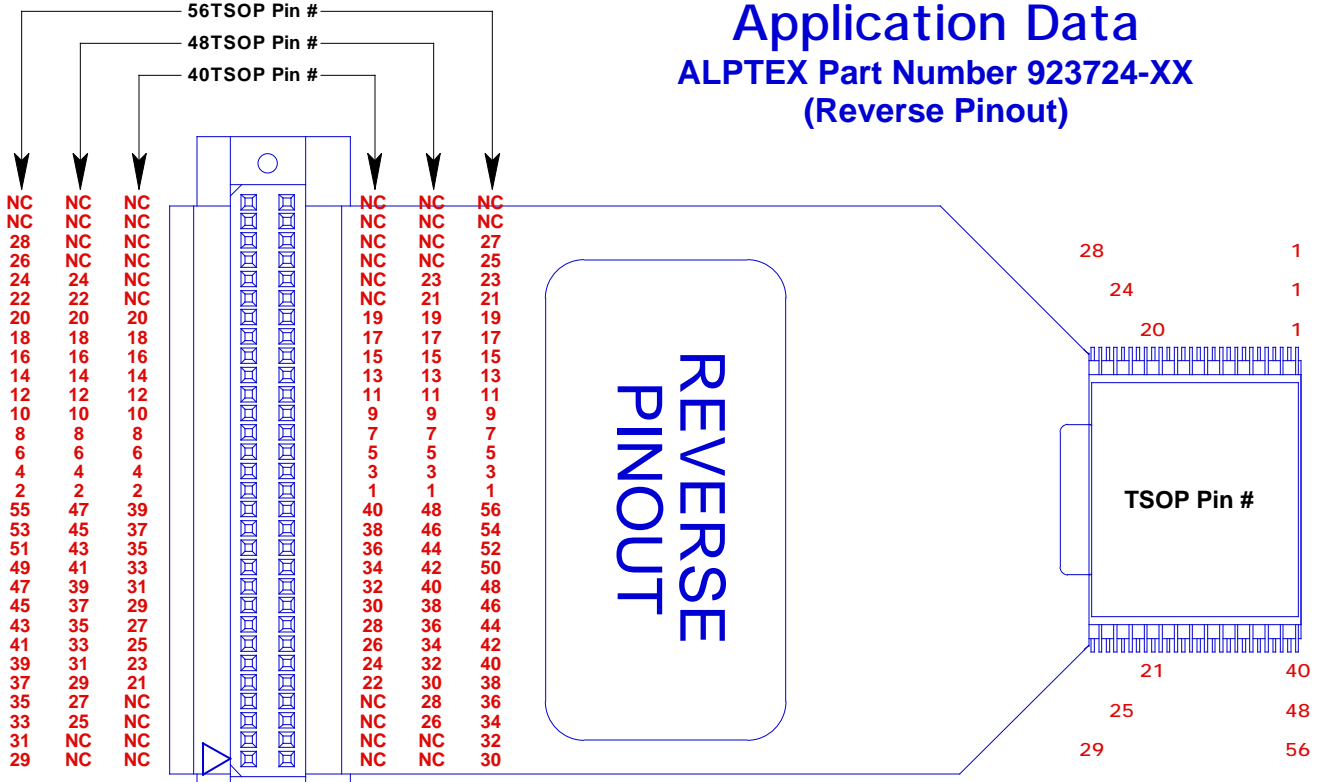 56TSOP Pin #
48TSOP Pin #
40TSOP Pin #
Application Data
ALPTEX Part Number 923724-XX
(Reverse Pinout)
NC NC NC NC NC NC
NC NC NC NC NC NC
28 NC NC NC NC 27
26 NC NC NC NC 25
24 24 NC NC 23 23
22 22 NC NC 21 21
20 20 20 19 19 19
18 18 18 17 17 17
16 16 16 15 15 15
14 14 14 13 13 13
12 12 12 11 11 11
10 10 10 9 9 9
8 8 8 7 7 7
6 6 6 5 5 5
4 4 4 3 3 3
2 2 2 1 1 1
55 47 39 40 48 56
53 45 37 38 46 54
51 43 35 36 44 52
49 41 33 34 42 50
47 39 31 32 40 48
45 37 29 30 38 46
43 35 27 28 36 44
41 33 25 26 34 42
39 31 23 24 32 40
37 29 21 22 30 38
35 27 NC NC 28 36
33 25 NC NC 26 34
31 NC NC NC NC 32
29 NC NC NC NC 30
REVERSE
PINOUT
28 1
24 1
20 1
TSOP Pin #
21 40
25 48
29 56